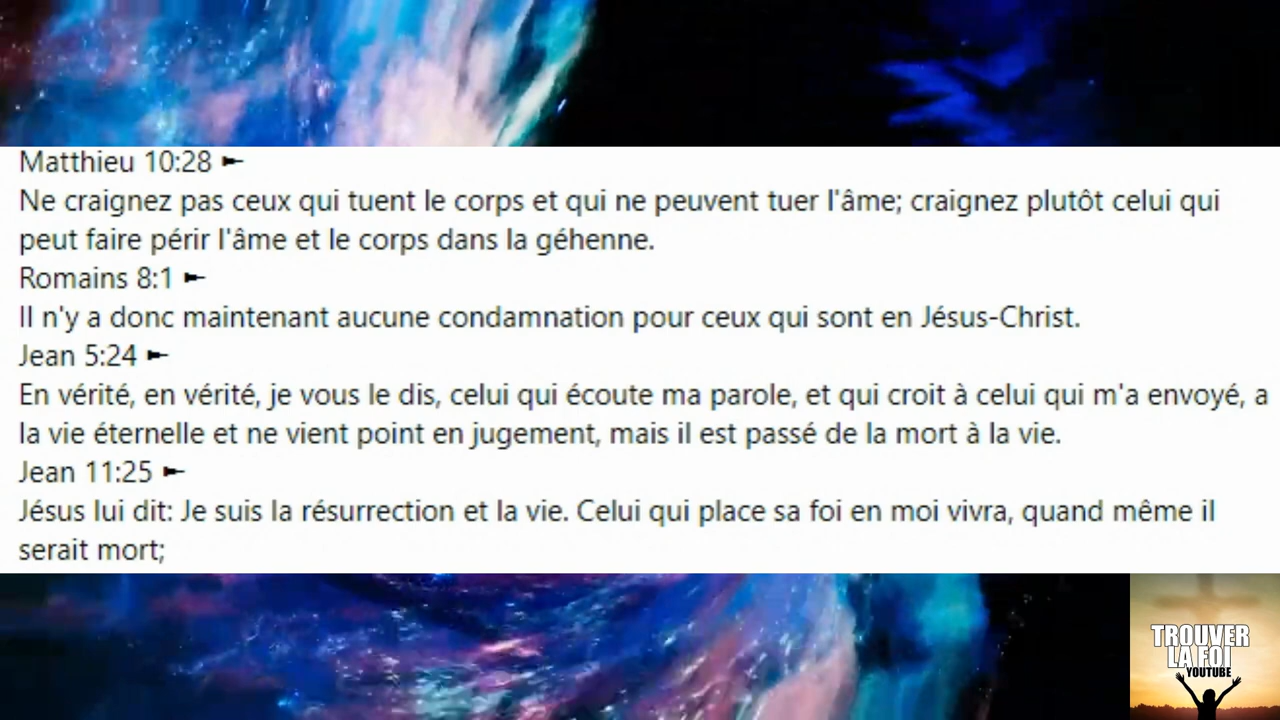 Matthieu 10:28 ►
Ne craignez pas ceux qui tuent le corps et qui ne peuvent tuer l'âme; craignez plutôt celui qui
peut faire périr l'âme et le corps dans la géhenne.
Romains 8:1 ►
Il n'y a donc maintenant aucune condamnation pour ceux qui sont en Jésus-Christ.
Jean 5:24 ►
En vérité, en vérité, je vous le dis, celui qui écoute ma parole, et qui croit à celui qui m'a envoyé, a
la vie éternelle et ne vient point en jugement, mais il est passé de la mort à la vie.
Jean 11:25 ►
Jésus lui dit: Je suis la résurrection et la vie. Celui qui place sa foi en moi vivra, quand même il
serait mort;
TROUVER
LA FOI
YOUTUBE